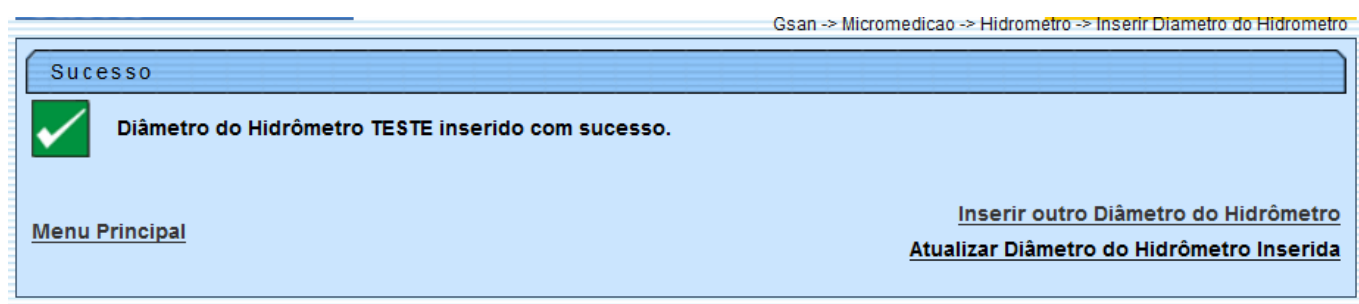 Gsan -> Micromedicao -> Hidrometro -> Inserir Diametro do Hidrometro
Sucesso
Diâmetro do Hidrômetro TESTE inserido com sucesso.
Inserir outro Diâmetro do Hidrômetro
Menu Principal
Atualizar Diâmetro do Hidrômetro Inserida